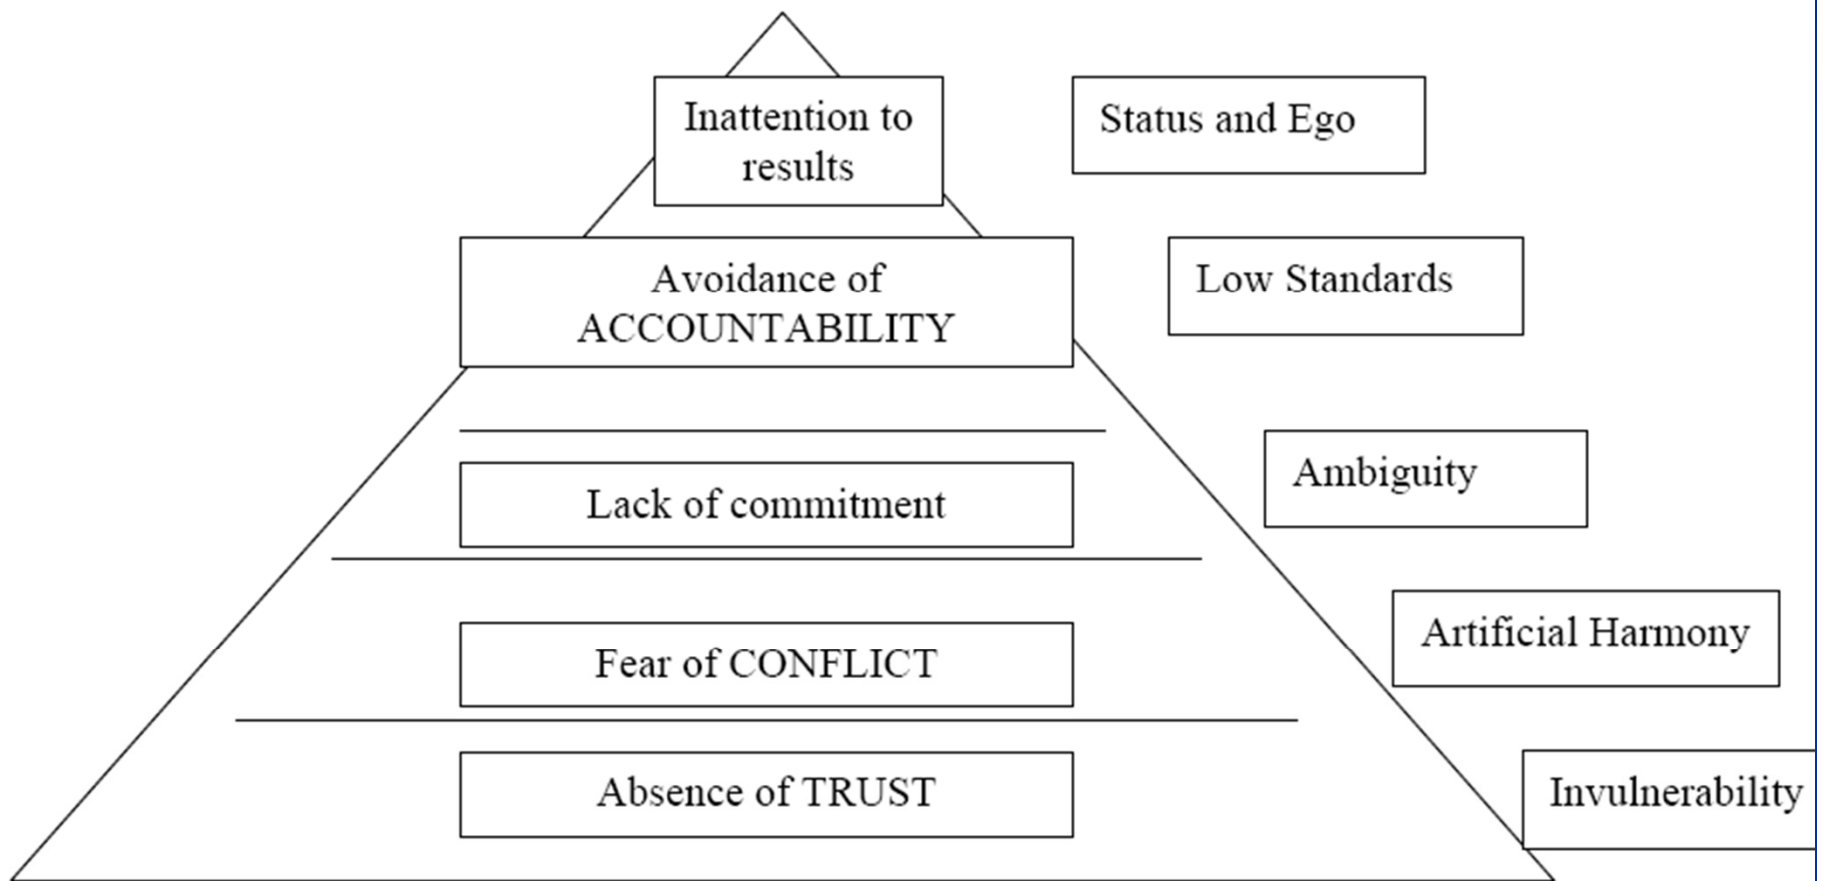 Inattention to
results
Status and Ego
Avoidance of
ACCOUNTABILITY
Low Standards
Lack of commitment
Ambiguity
Fear of CONFLICT
Artificial Harmony
Absence of TRUST
Invulnerability